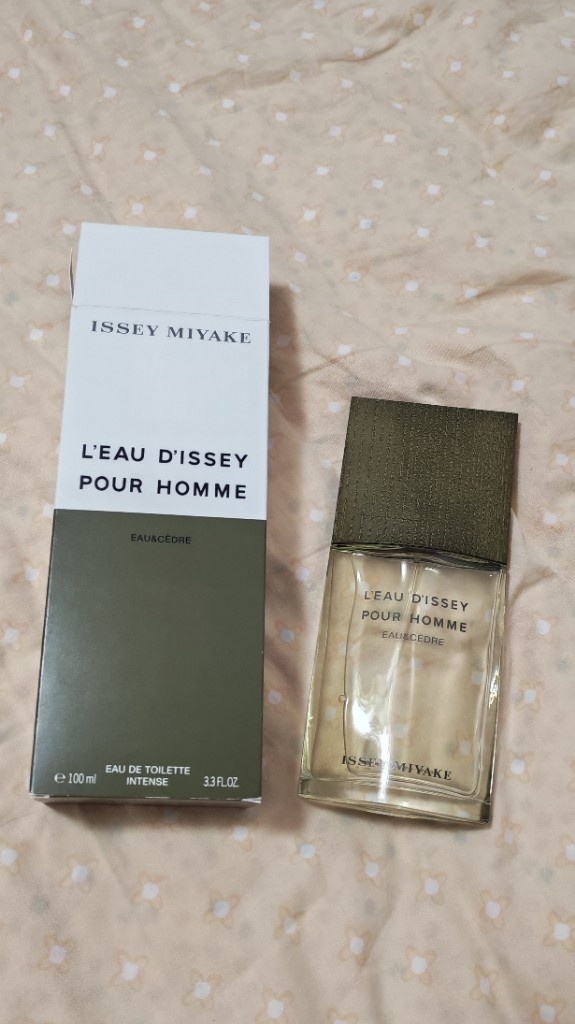 ISSEY MIYAKE
L'EAU D'ISSEY
POUR HOMME
EAU&CÈDRE
℮ 100 ml
EAU DE TOILETTE
INTENSE
3.3 FL.OZ.
L'EAU D'ISSEY
POUR HOMME
EAU&CÈDRE
ISSEY MIYAKE